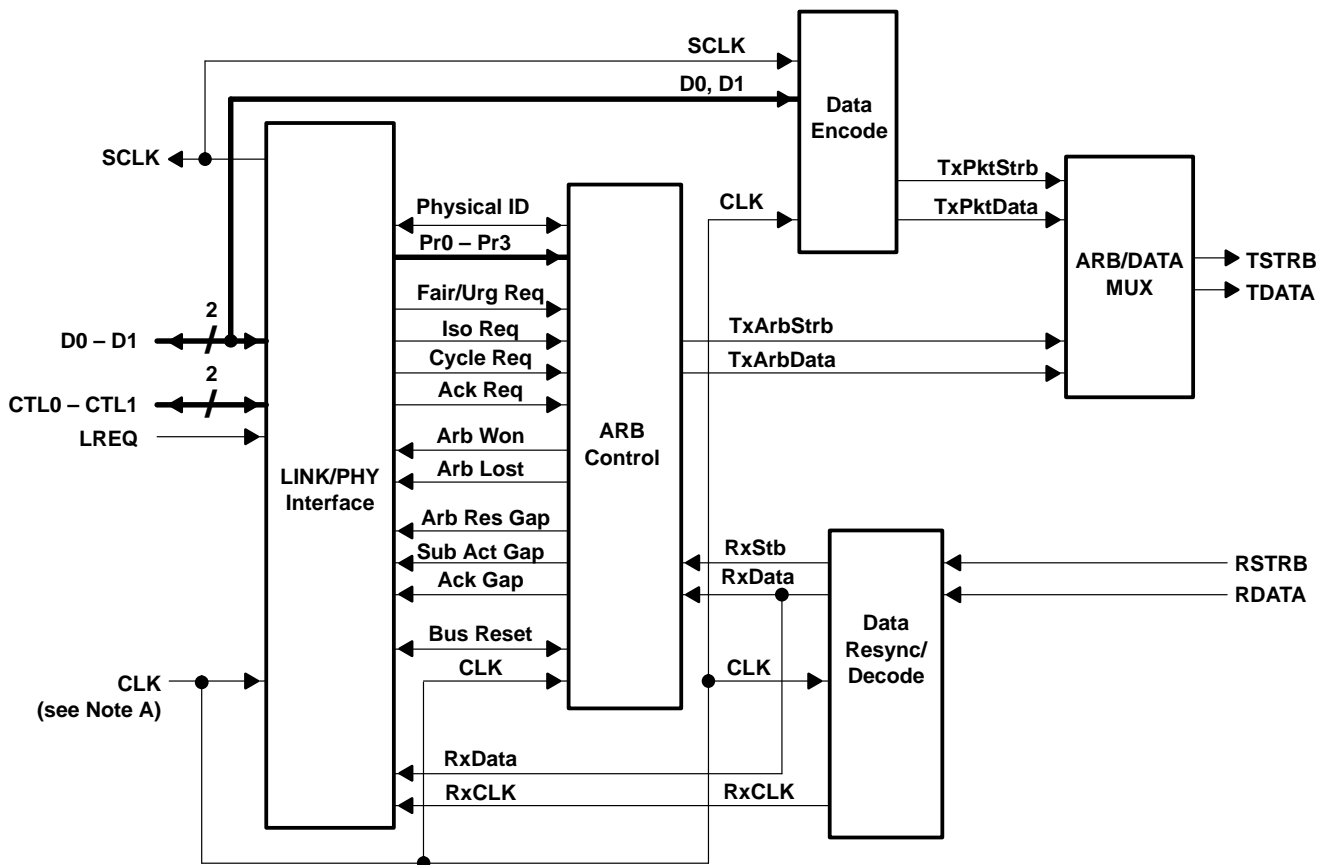 SCLK
D0, D1
Data
Encode
SCLK
TxPktStrb
Physical ID
CLK
TxPktData
Pr0 – Pr3
ARB/DATA
MUX
TSTRB
TDATA
Fair/Urg Req
2
D0 – D1
Iso Req
TxArbStrb
Cycle Req
TxArbData
2
CTL0 – CTL1
Ack Req
LREQ
Arb Won
ARB
Control
Arb Lost
LINK/PHY
Interface
Arb Res Gap
Sub Act Gap
RxStb
RSTRB
Ack Gap
RxData
RDATA
Data
Resync/
Decode
Bus Reset
CLK
CLK
CLK
(see Note A)
RxData
RxCLK
RxCLK